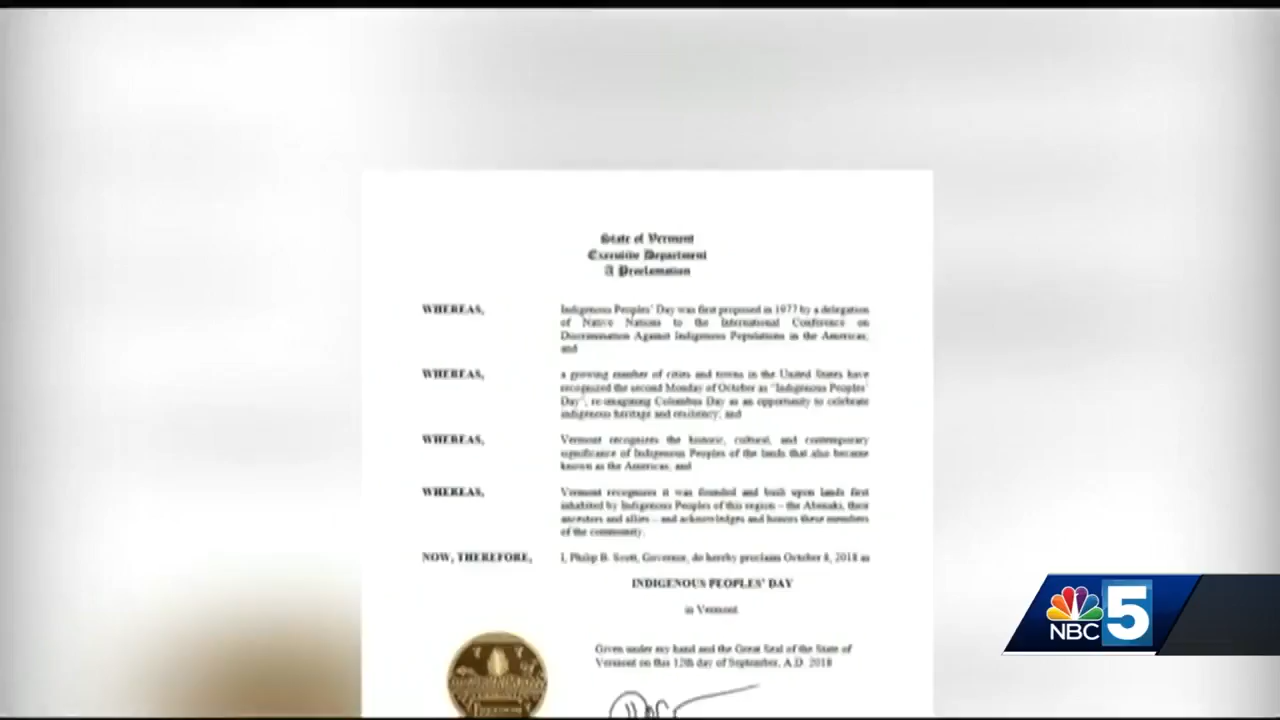 State of Vermont
Executive Department
A Proclamation
WHEREAS, Indigenous Peoples' Day was first proposed in 1977 by a delegation
of Native Nations to the International Conference on
Discrimination Against Indigenous Populations in the Americas;
and
WHEREAS, a growing number of cities and towns in the United States have
recognized the second Monday of October as "Indigenous Peoples'
Day", re-imagining Columbus Day as an opportunity to celebrate
indigenous heritage and resiliency; and
WHEREAS, Vermont recognizes the historic, cultural, and contemporary
significance of Indigenous Peoples of the lands that also became
known as the Americas, and
WHEREAS, Vermont recognizes it was founded and built upon lands first
inhabited by Indigenous Peoples of this region – the Abenaki, their
ancestors and allies – and acknowledges and honors these members
of the community.
NOW, THEREFORE, I, Philip B. Scott, Governor, do hereby proclaim October 8, 2018 as
INDIGENOUS PEOPLES' DAY
in Vermont
Given under my hand and the Great Seal of the State of
Vermont on this 12th day of September, A.D. 2018
NBC 5